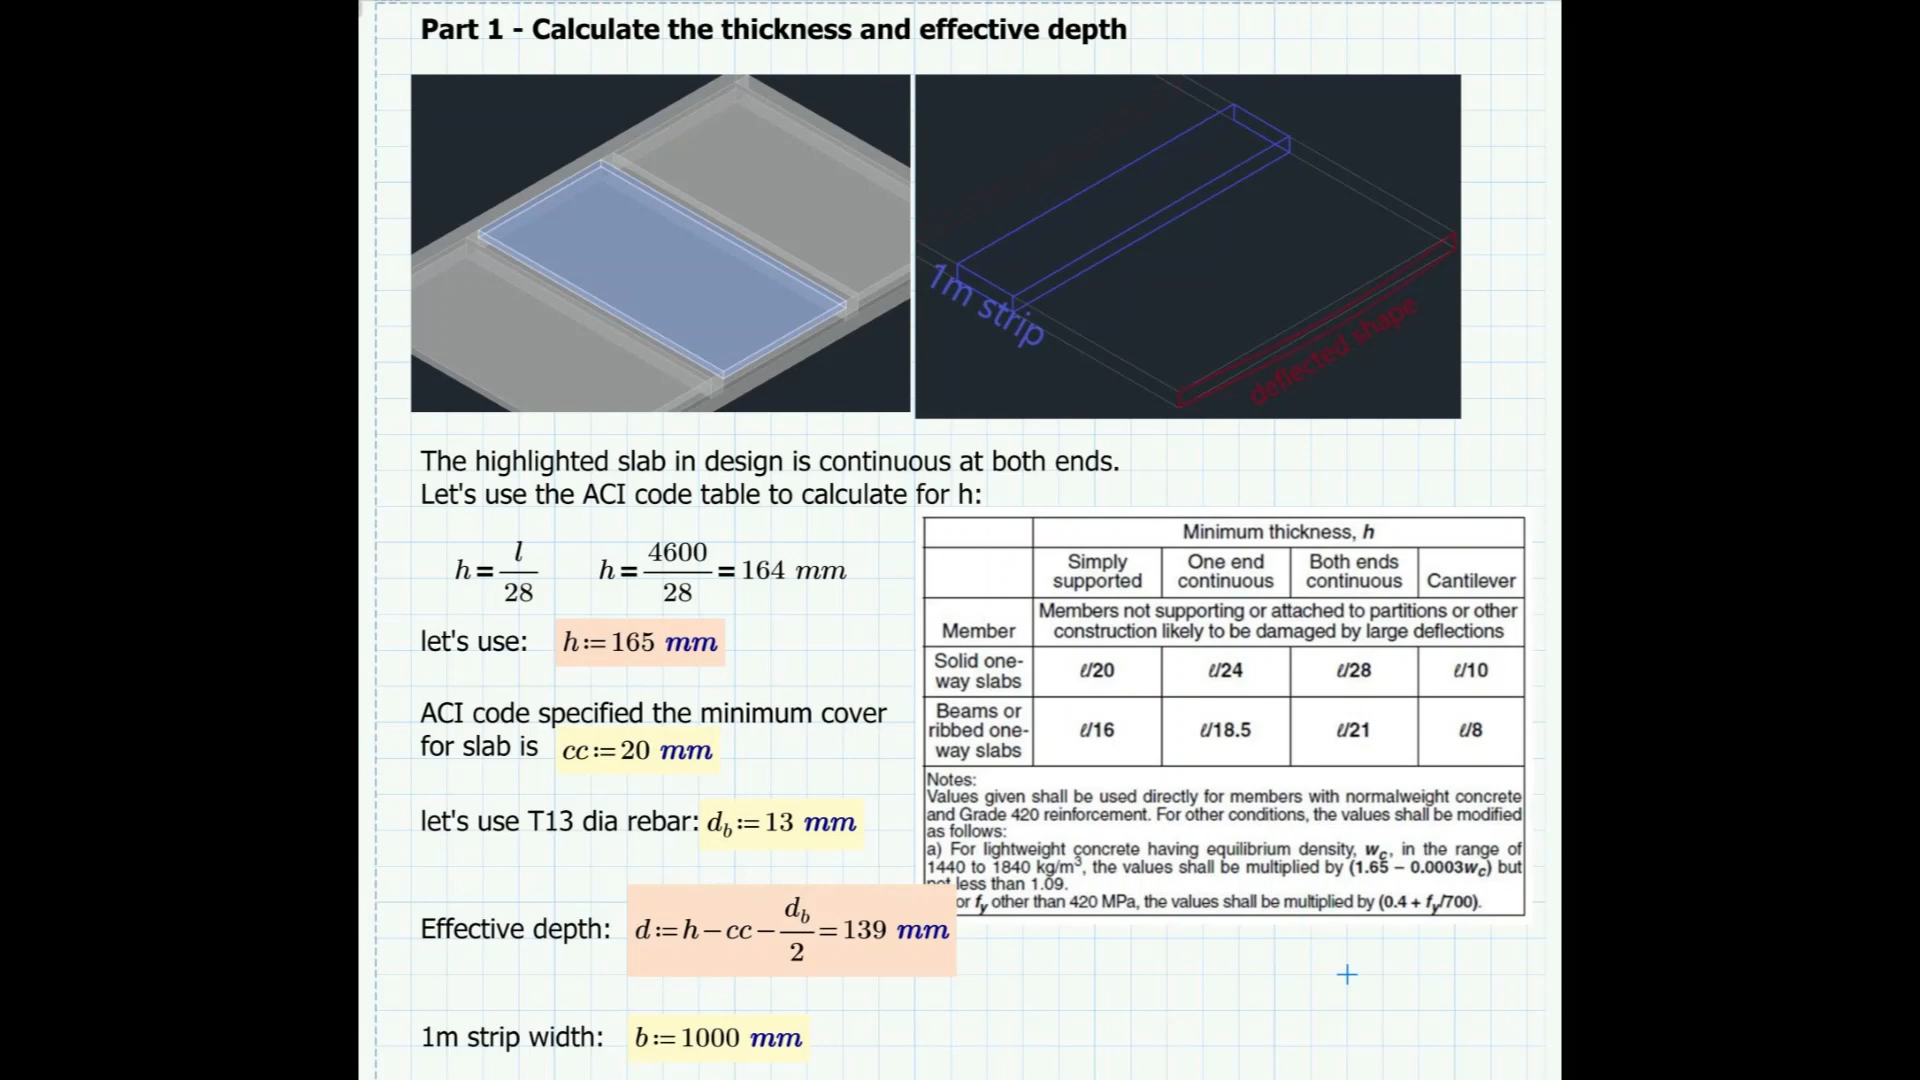 Part 1 - Calculate the thickness and effective depth
1m strip
deflected shape
The highlighted slab in design is continuous at both ends.
Let's use the ACI code table to calculate for h:
h = l/28 h = 4600/28 = 164 mm
let's use: h := 165 mm
ACI code specified the minimum cover
for slab is cc := 20 mm
let's use T13 dia rebar: d_b := 13 mm
Effective depth: d := h − cc − d_b/2 = 139 mm
1m strip width: b := 1000 mm
Minimum thickness, h
Simply supported One end continuous Both ends continuous Cantilever
Member Members not supporting or attached to partitions or other
construction likely to be damaged by large deflections
Solid one-
way slabs ℓ/20 ℓ/24 ℓ/28 ℓ/10
Beams or
ribbed one-
way slabs ℓ/16 ℓ/18.5 ℓ/21 ℓ/8
Notes:
Values given shall be used directly for members with normalweight concrete
and Grade 420 reinforcement. For other conditions, the values shall be modified
as follows:
a) For lightweight concrete having equilibrium density, w_c, in the range of
1440 to 1840 kg/m³, the values shall be multiplied by (1.65 – 0.0003w_c) but
less than 1.09.
or f_y other than 420 MPa, the values shall be multiplied by (0.4 + f_y/700).